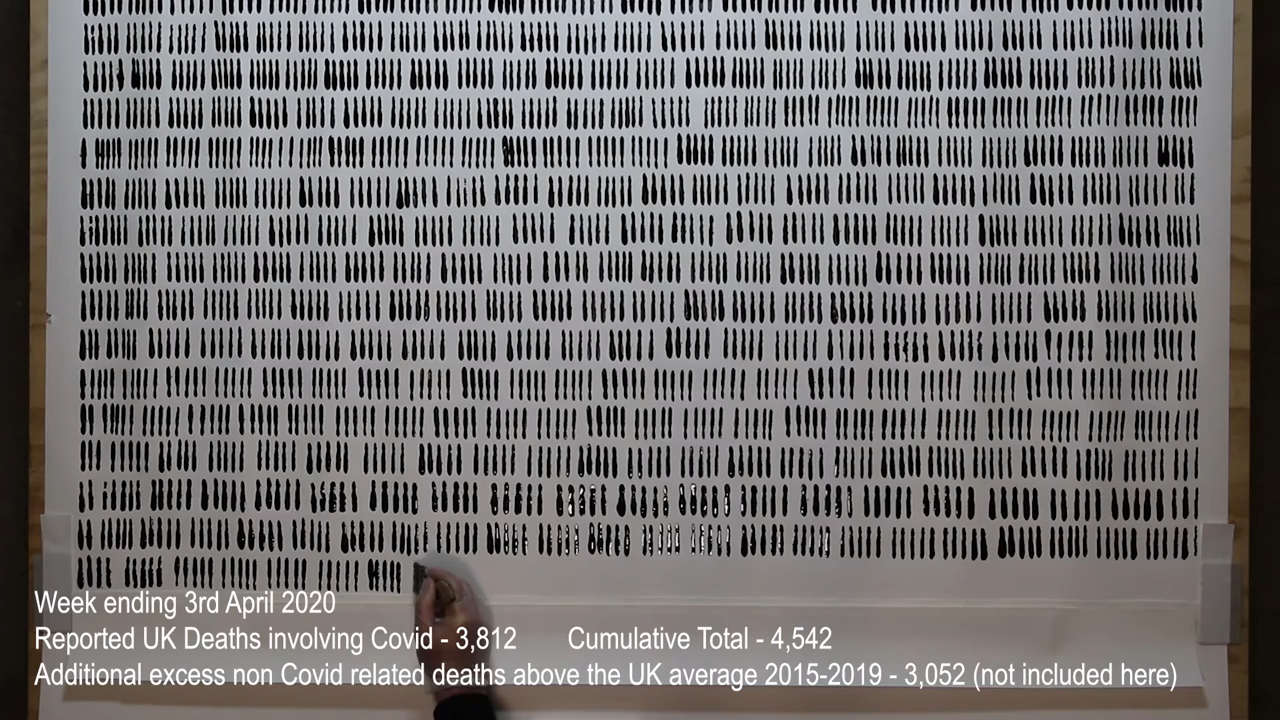 Week ending 3rd April 2020
Reported UK Deaths involving Covid - 3,812 Cumulative Total - 4,542
Additional excess non Covid related deaths above the UK average 2015-2019 - 3,052 (not included here)